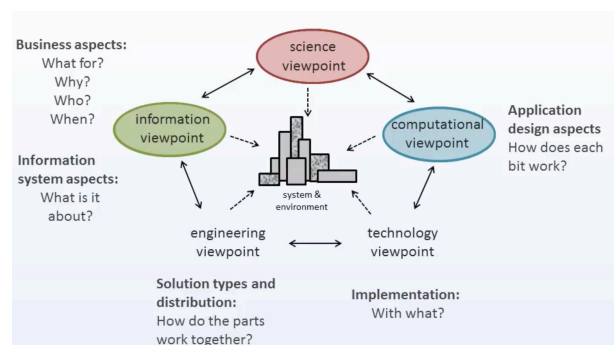 Business aspects:
What for?
Why?
Who?
When?
science
viewpoint
information
viewpoint
computational
viewpoint
Application
design aspects
How does each
bit work?
Information
system aspects:
What is it
about?
system &
environment
engineering
viewpoint
technology
viewpoint
Solution types and
distribution:
How do the parts
work together?
Implementation:
With what?